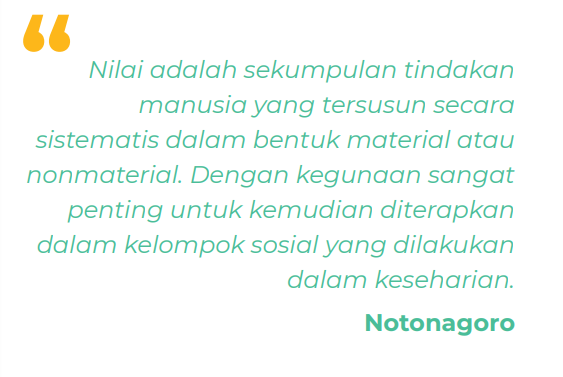 “
Nilai adalah sekumpulan tindakan
manusia yang tersusun secara
sistematis dalam bentuk material atau
nonmaterial. Dengan kegunaan sangat
penting untuk kemudian diterapkan
dalam kelompok sosial yang dilakukan
dalam keseharian.
Notonagoro